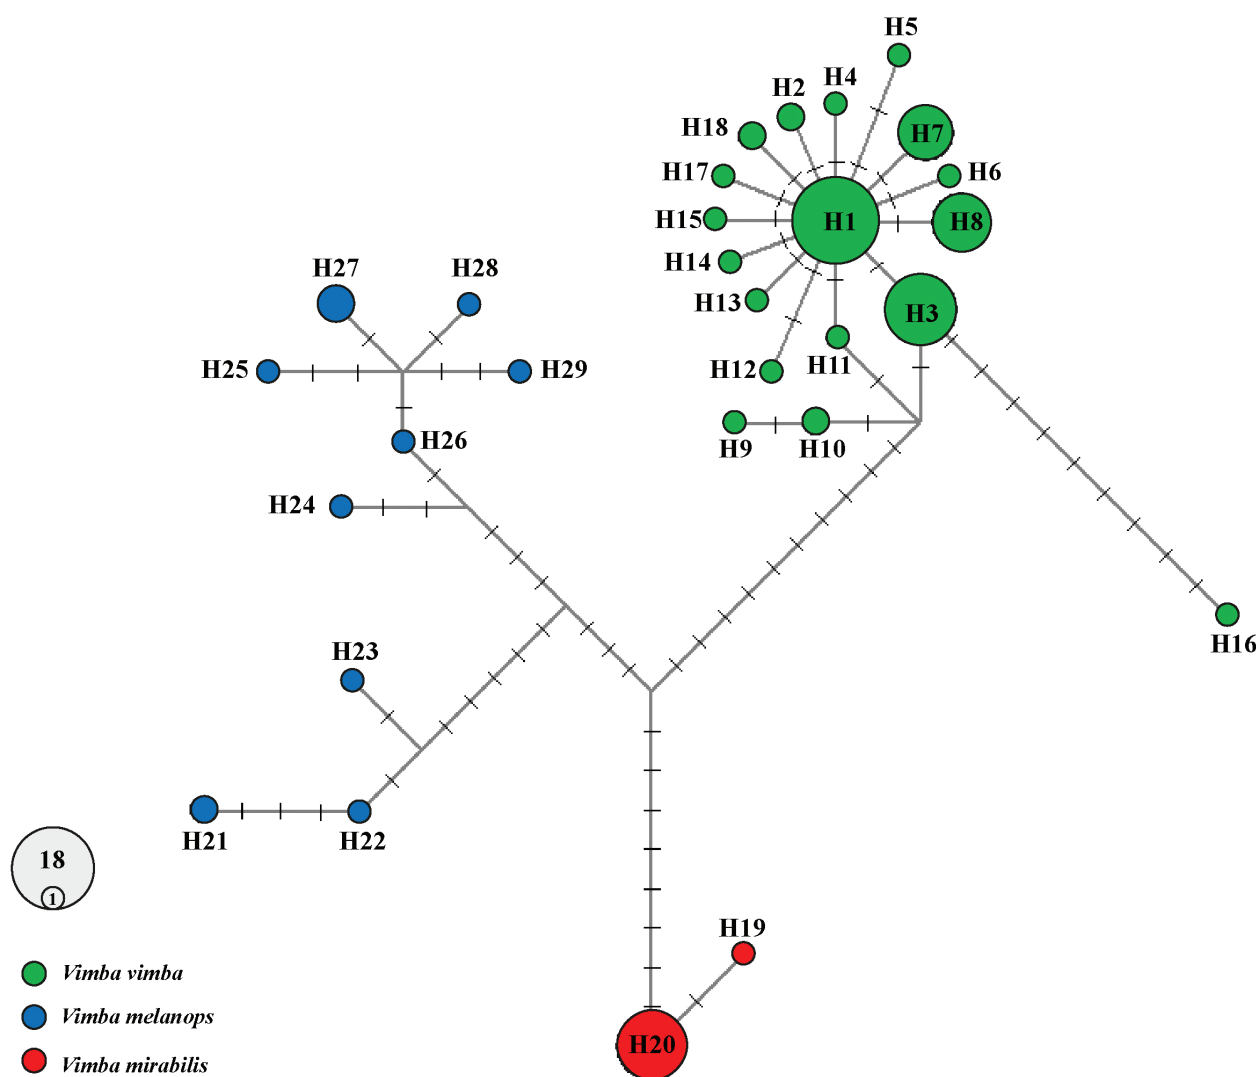 H5
H4
H2
H18
H7
H17
H6
H15
H1
H8
H14
H13
H3
H27
H28
H11
H25
H29
H12
H26
H9
H10
H24
H16
H23
H21
H22
18
1
H19
Vimba vimba
Vimba melanops
H20
Vimba mirabilis